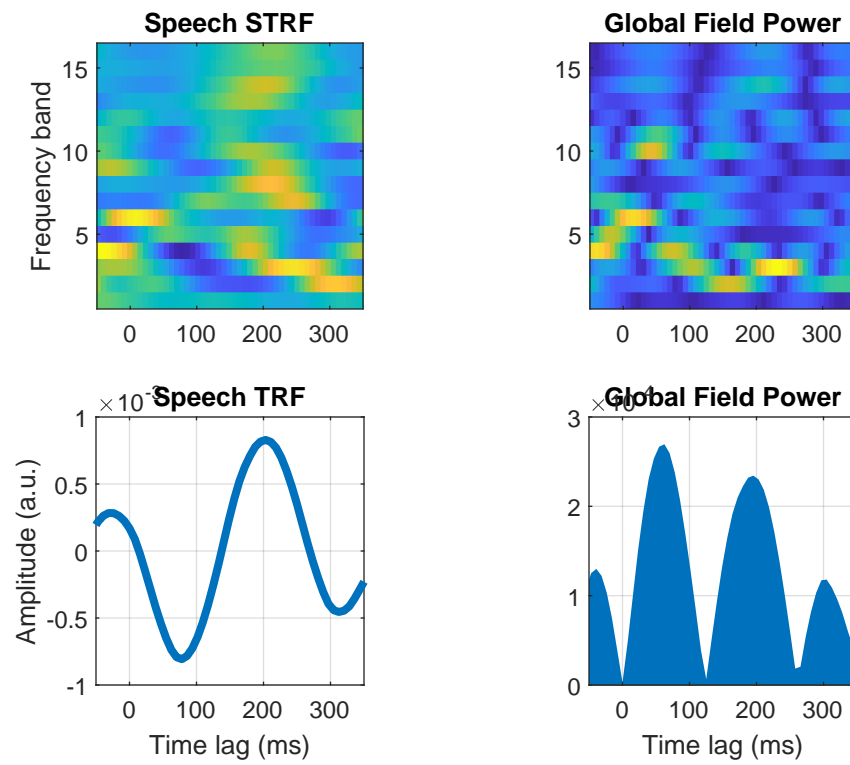 Speech STRF
Frequency band
15
10
5
0 100 200 300
Global Field Power
15
10
5
0 100 200 300
Speech TRF
×10-3
Amplitude (a.u.)
1
0.5
0
-0.5
-1
0 100 200 300
Time lag (ms)
Global Field Power
3
2
1
0
0 100 200 300
Time lag (ms)